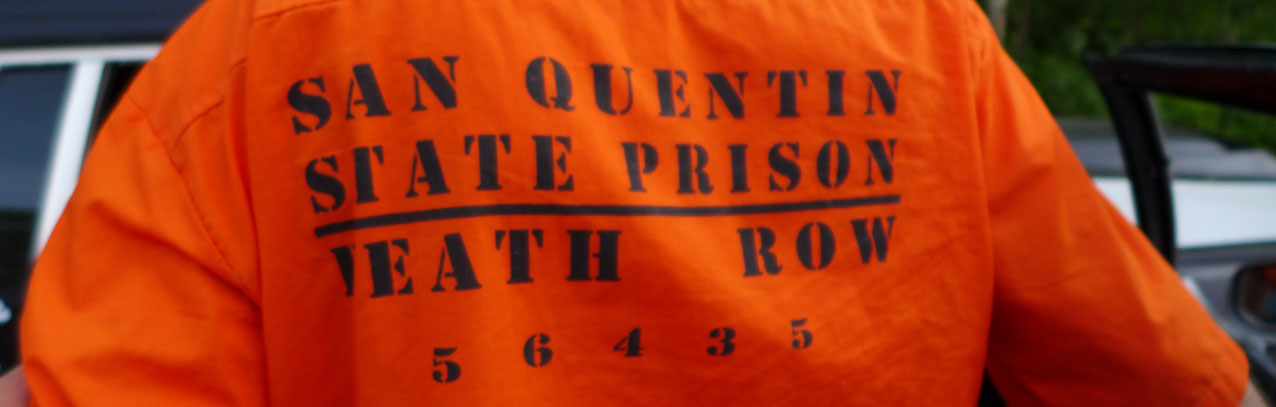 SAN QUENTIN
STATE PRISON
DEATH ROW
5 6 4 3 5